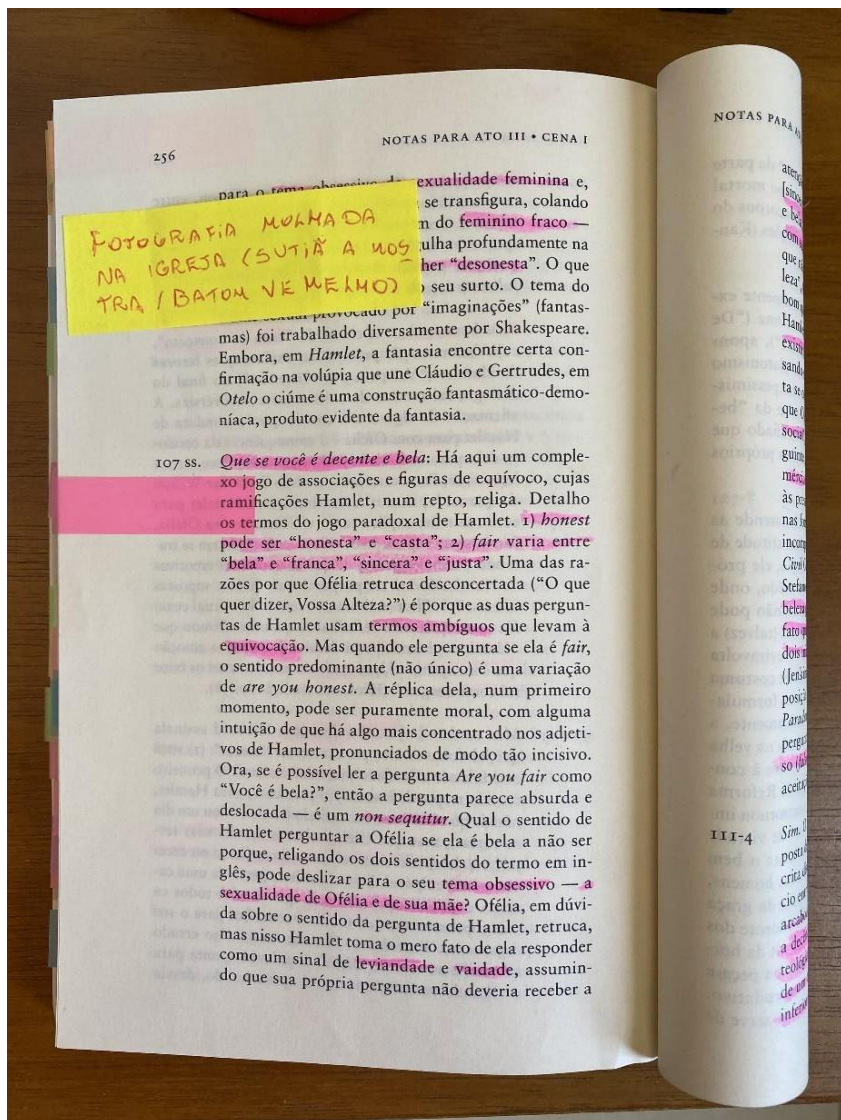 256
NOTAS PARA ATO III • CENA I
para o tema obsessivo da sexualidade feminina e,
se transfigura, colando
do feminino fraco —
ulha profundamente na
"desonesta". O que
seu surto. O tema do
sexual provocado por "imaginações" (fantas-
mas) foi trabalhado diversamente por Shakespeare.
Embora, em Hamlet, a fantasia encontre certa con-
firmação na volúpia que une Cláudio e Gertrudes, em
Otelo o ciúme é uma construção fantasmático-demo-
níaca, produto evidente da fantasia.
FOTOGRAFIA MOLHADA
NA IGREJA (SUTIÃ A MOS
TRA / BATOM VEMELHO)
107 ss. Que se você é decente e bela: Há aqui um comple-
xo jogo de associações e figuras de equívoco, cujas
ramificações Hamlet, num repto, religa. Detalho
os termos do jogo paradoxal de Hamlet. 1) honest
pode ser "honesta" e "casta"; 2) fair varia entre
"bela" e "franca", "sincera" e "justa". Uma das ra-
zões por que Ofélia retruca desconcertada ("O que
quer dizer, Vossa Alteza?") é porque as duas pergun-
tas de Hamlet usam termos ambíguos que levam à
equivocação. Mas quando ele pergunta se ela é fair,
o sentido predominante (não único) é uma variação
de are you honest. A réplica dela, num primeiro
momento, pode ser puramente moral, com alguma
intuição de que há algo mais concentrado nos adjeti-
vos de Hamlet, pronunciados de modo tão incisivo.
Ora, se é possível ler a pergunta Are you fair como
"Você é bela?", então a pergunta parece absurda e
deslocada — é um non sequitur. Qual o sentido de
Hamlet perguntar a Ofélia se ela é bela a não ser
porque, religando os dois sentidos do termo em in-
glês, pode deslizar para o seu tema obsessivo — a
sexualidade de Ofélia e de sua mãe? Ofélia, em dúvi-
da sobre o sentido da pergunta de Hamlet, retruca,
mas nisso Hamlet toma o mero fato de ela responder
como um sinal de leviandade e vaidade, assumin-
do que sua própria pergunta não deveria receber a
NOTAS PARA
111-4 Sim.